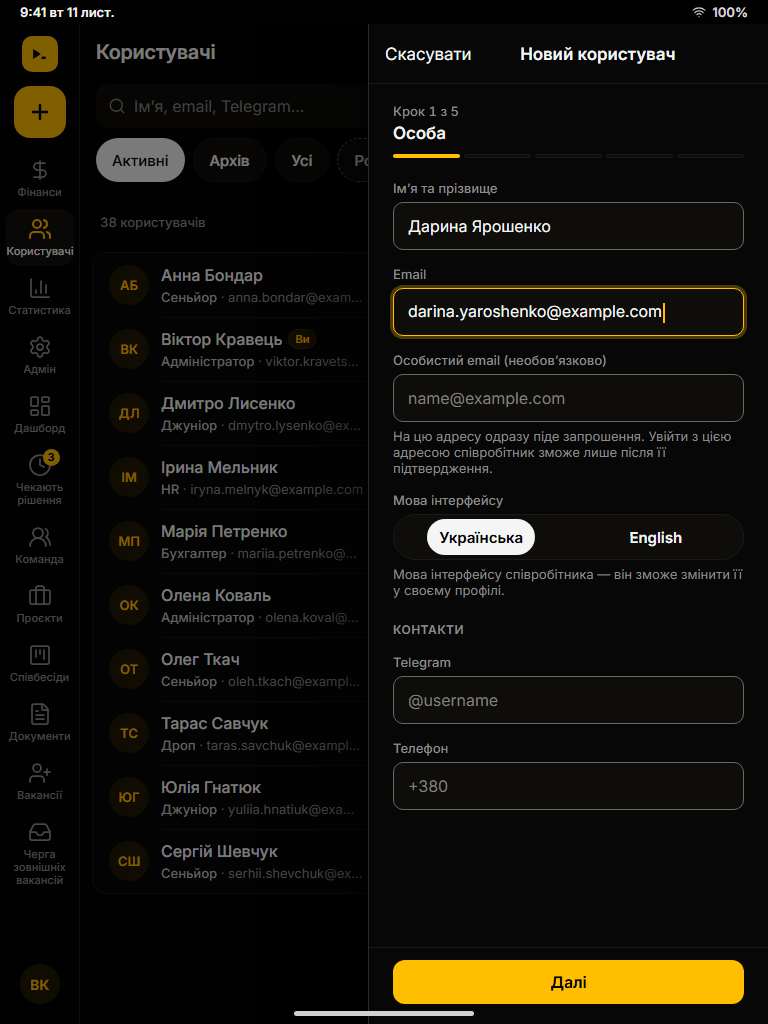 9:41 вт 11 лист.
100%
Фінанси
Користувачі
Статистика
Адмін
Дашборд
3
Чекають
рішення
Команда
Проєкти
Співбесіди
Документи
Вакансії
Черга
зовнішніх
вакансій
ВК
Користувачі
Ім’я, email, Telegram...
Активні
Архів
Усі
38 користувачів
АБ
Анна Бондар
Сеньйор · anna.bondar@exam...
ВК
Віктор Кравець
Ви
Адміністратор · viktor.kravets...
ДЛ
Дмитро Лисенко
Джуніор · dmytro.lysenko@ex...
ІМ
Ірина Мельник
HR · iryna.melnyk@example.com
МП
Марія Петренко
Бухгалтер · mariia.petrenko@...
ОК
Олена Коваль
Адміністратор · olena.koval@...
ОТ
Олег Ткач
Сеньйор · oleh.tkach@exampl...
ТС
Тарас Савчук
Дроп · taras.savchuk@exampl...
ЮГ
Юлія Гнатюк
Джуніор · yuliia.hnatiuk@exa...
СШ
Сергій Шевчук
Сеньйор · serhii.shevchuk@ex...
Скасувати
Новий користувач
Крок 1 з 5
Особа
Ім’я та прізвище
Дарина Ярошенко
Email
darina.yaroshenko@example.com
Особистий email (необов’язково)
name@example.com
На цю адресу одразу піде запрошення. Увійти з цією
адресою співробітник зможе лише після її
підтвердження.
Мова інтерфейсу
Українська
English
Мова інтерфейсу співробітника — він зможе змінити її
у своєму профілі.
КОНТАКТИ
Telegram
@username
Телефон
+380
Далі